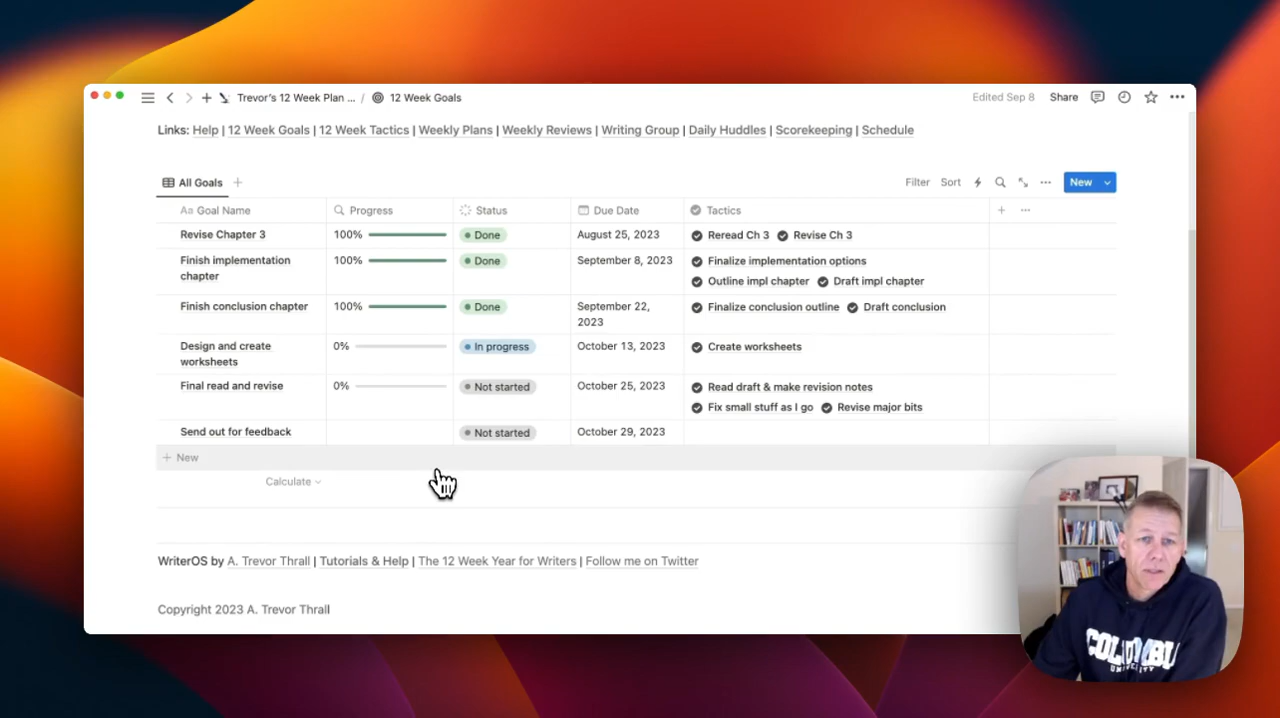 Trevor's 12 Week Plan ... / 12 Week Goals
Edited Sep 8 Share
Links: Help | 12 Week Goals | 12 Week Tactics | Weekly Plans | Weekly Reviews | Writing Group | Daily Huddles | Scorekeeping | Schedule
All Goals
Filter Sort New
Aa Goal Name Progress Status Due Date Tactics
Revise Chapter 3 100% Done August 25, 2023 Reread Ch 3 Revise Ch 3
Finish implementation 100% Done September 8, 2023 Finalize implementation options
chapter Outline impl chapter Draft impl chapter
Finish conclusion chapter 100% Done September 22, Finalize conclusion outline Draft conclusion
2023
Design and create 0% In progress October 13, 2023 Create worksheets
worksheets
Final read and revise 0% Not started October 25, 2023 Read draft & make revision notes
Fix small stuff as I go Revise major bits
Send out for feedback Not started October 29, 2023
+ New
Calculate
WriterOS by A. Trevor Thrall | Tutorials & Help | The 12 Week Year for Writers | Follow me on Twitter
Copyright 2023 A. Trevor Thrall
UNIVERSITY